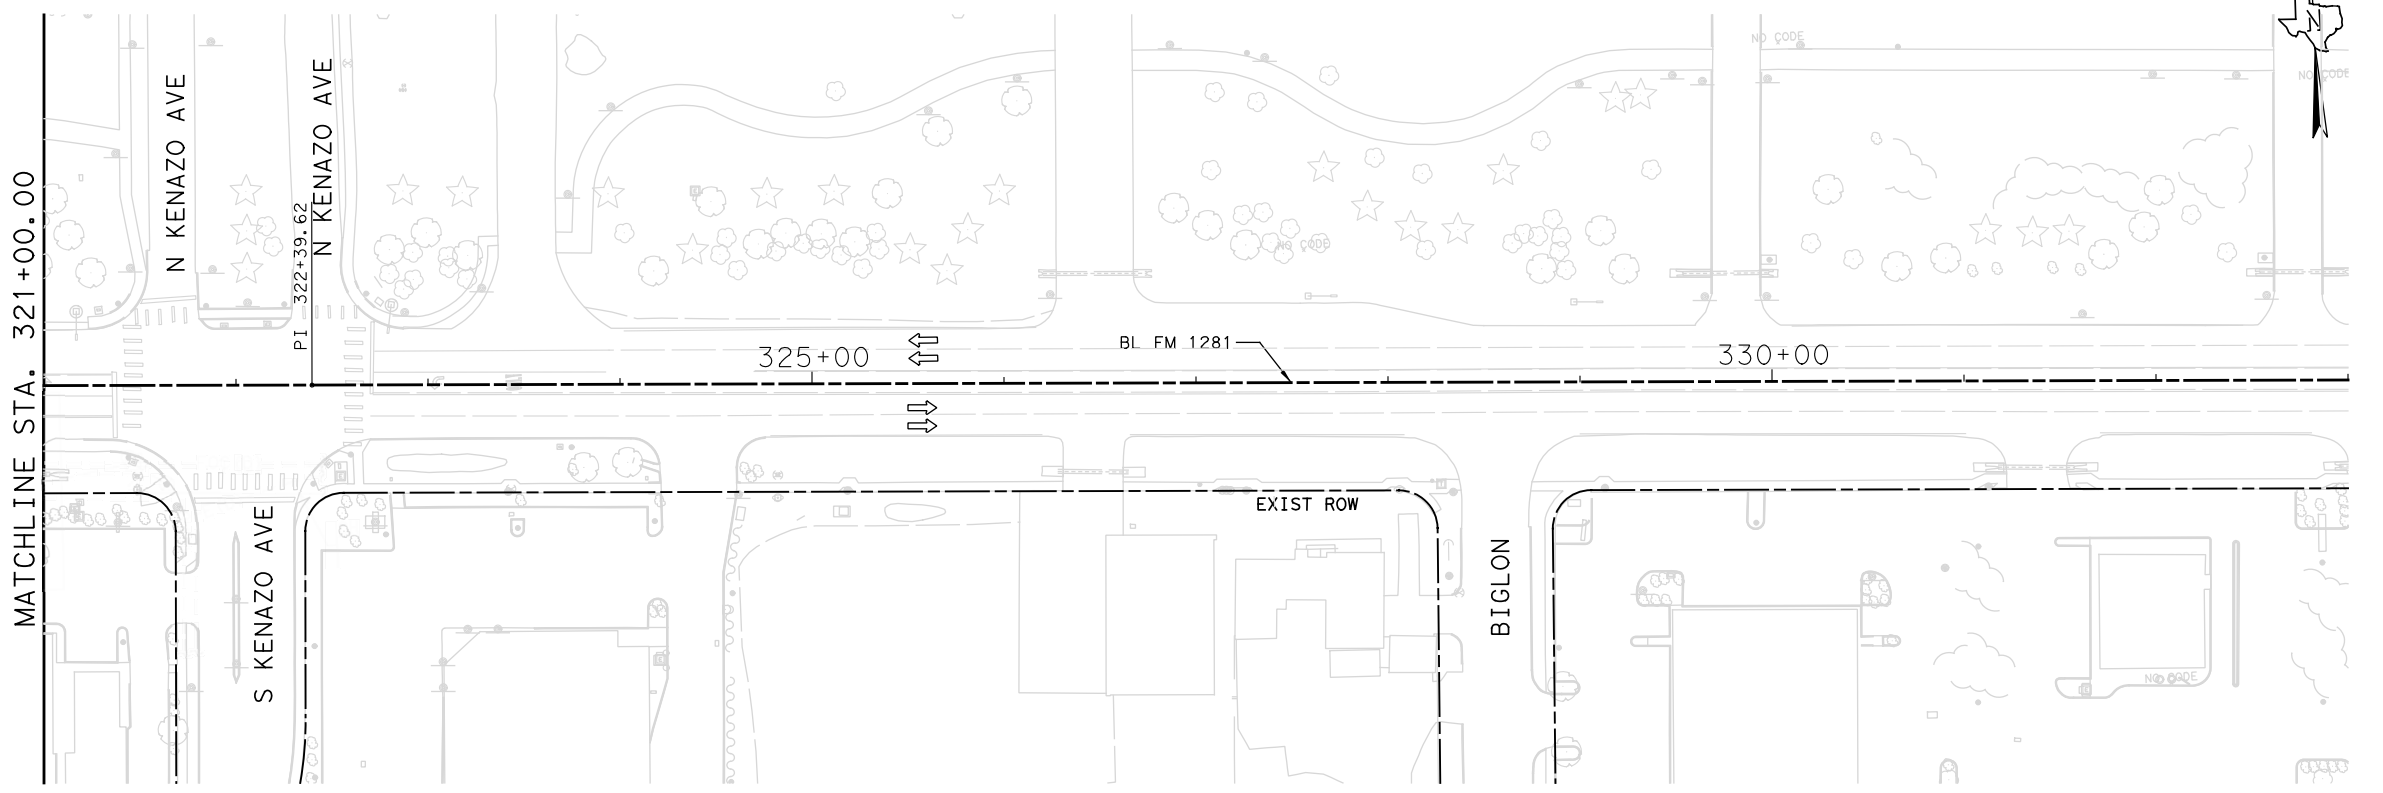 MATCHLINE STA. 321+00.00
N KENAZO AVE
PI 322+39.62
N KENAZO AVE
NO CODE
N
NO CODE
NO CODE
325+00
BL FM 1281
330+00
EXIST ROW
S KENAZO AVE
BIGLON
NO CODE